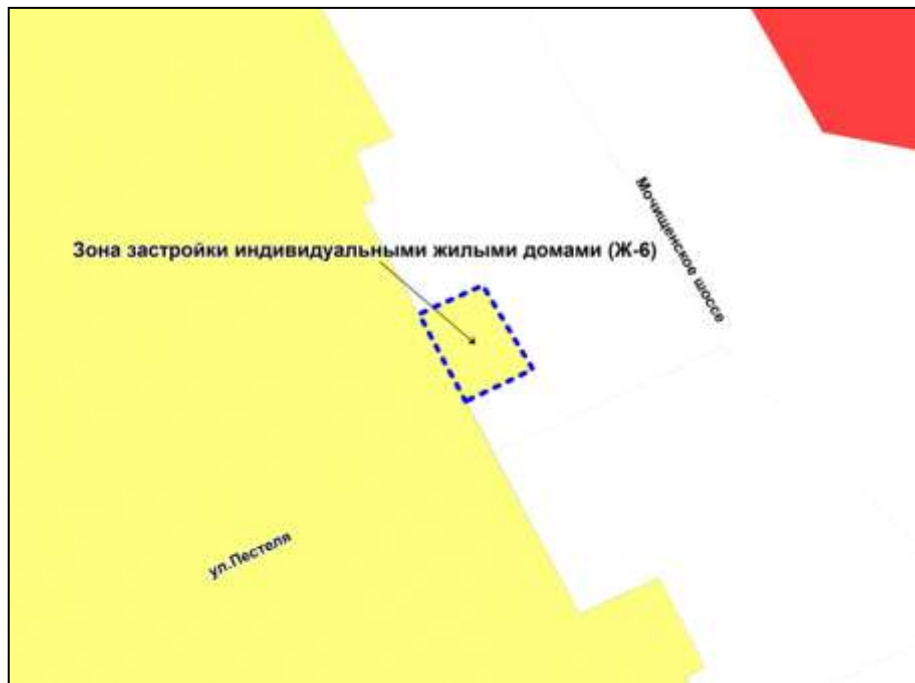 Зона застройки индивидуальными жилыми домами (Ж-6)
Мочищенское шоссе
ул.Пестеля